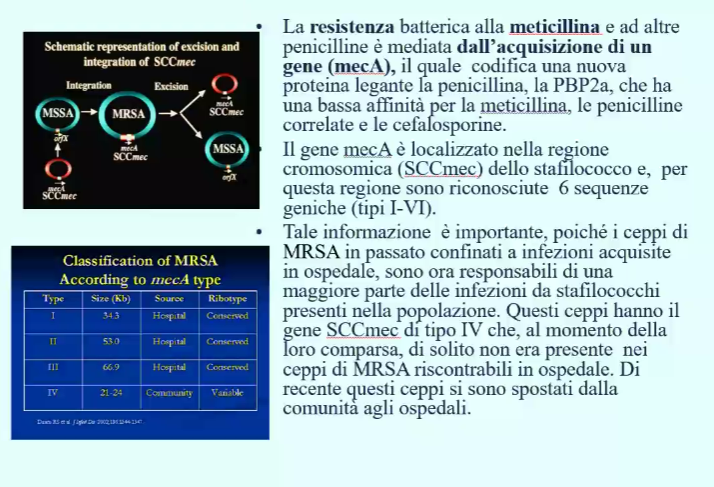 Schematic representation of excision and
integration of SCCmec
Integration
Excision
MSSA
orfX
mecA
SCCmec
MRSA
mecA
SCCmec
mecA
SCCmec
MSSA
orfX
Classification of MRSA
According to mecA type
Type Size (Kb) Source Ribotype
I 34.3 Hospital Conserved
II 53.0 Hospital Conserved
III 66.9 Hospital Conserved
IV 21-24 Community Variable
• La resistenza batterica alla meticillina e ad altre
penicilline è mediata dall'acquisizione di un
gene (mecA), il quale codifica una nuova
proteina legante la penicillina, la PBP2a, che ha
una bassa affinità per la meticillina, le penicilline
correlate e le cefalosporine.
• Il gene mecA è localizzato nella regione
cromosomica (SCCmec) dello stafilococco e, per
questa regione sono riconosciute 6 sequenze
geniche (tipi I-VI).
• Tale informazione è importante, poiché i ceppi di
MRSA in passato confinati a infezioni acquisite
in ospedale, sono ora responsabili di una
maggiore parte delle infezioni da stafilococchi
presenti nella popolazione. Questi ceppi hanno il
gene SCCmec di tipo IV che, al momento della
loro comparsa, di solito non era presente nei
ceppi di MRSA riscontrabili in ospedale. Di
recente questi ceppi si sono spostati dalla
comunità agli ospedali.